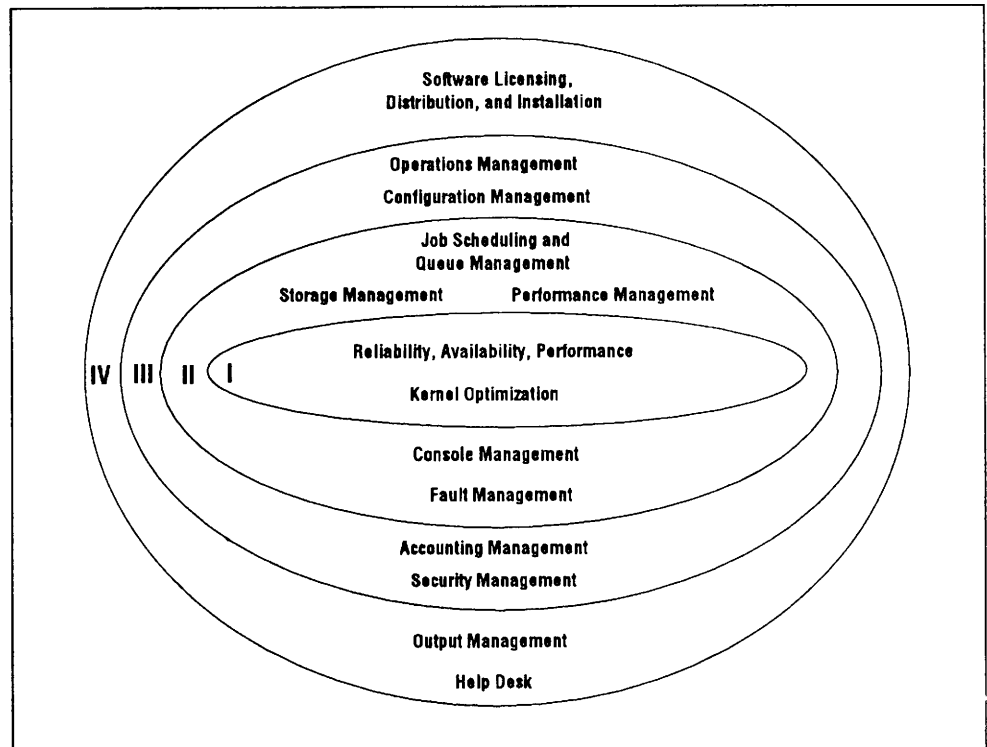 Software Licensing,
Distribution, and Installation
Operations Management
Configuration Management
Job Scheduling and
Queue Management
Storage Management
Performance Management
Reliability, Availability, Performance
IV
III
II
I
Kernel Optimization
Console Management
Fault Management
Accounting Management
Security Management
Output Management
Help Desk